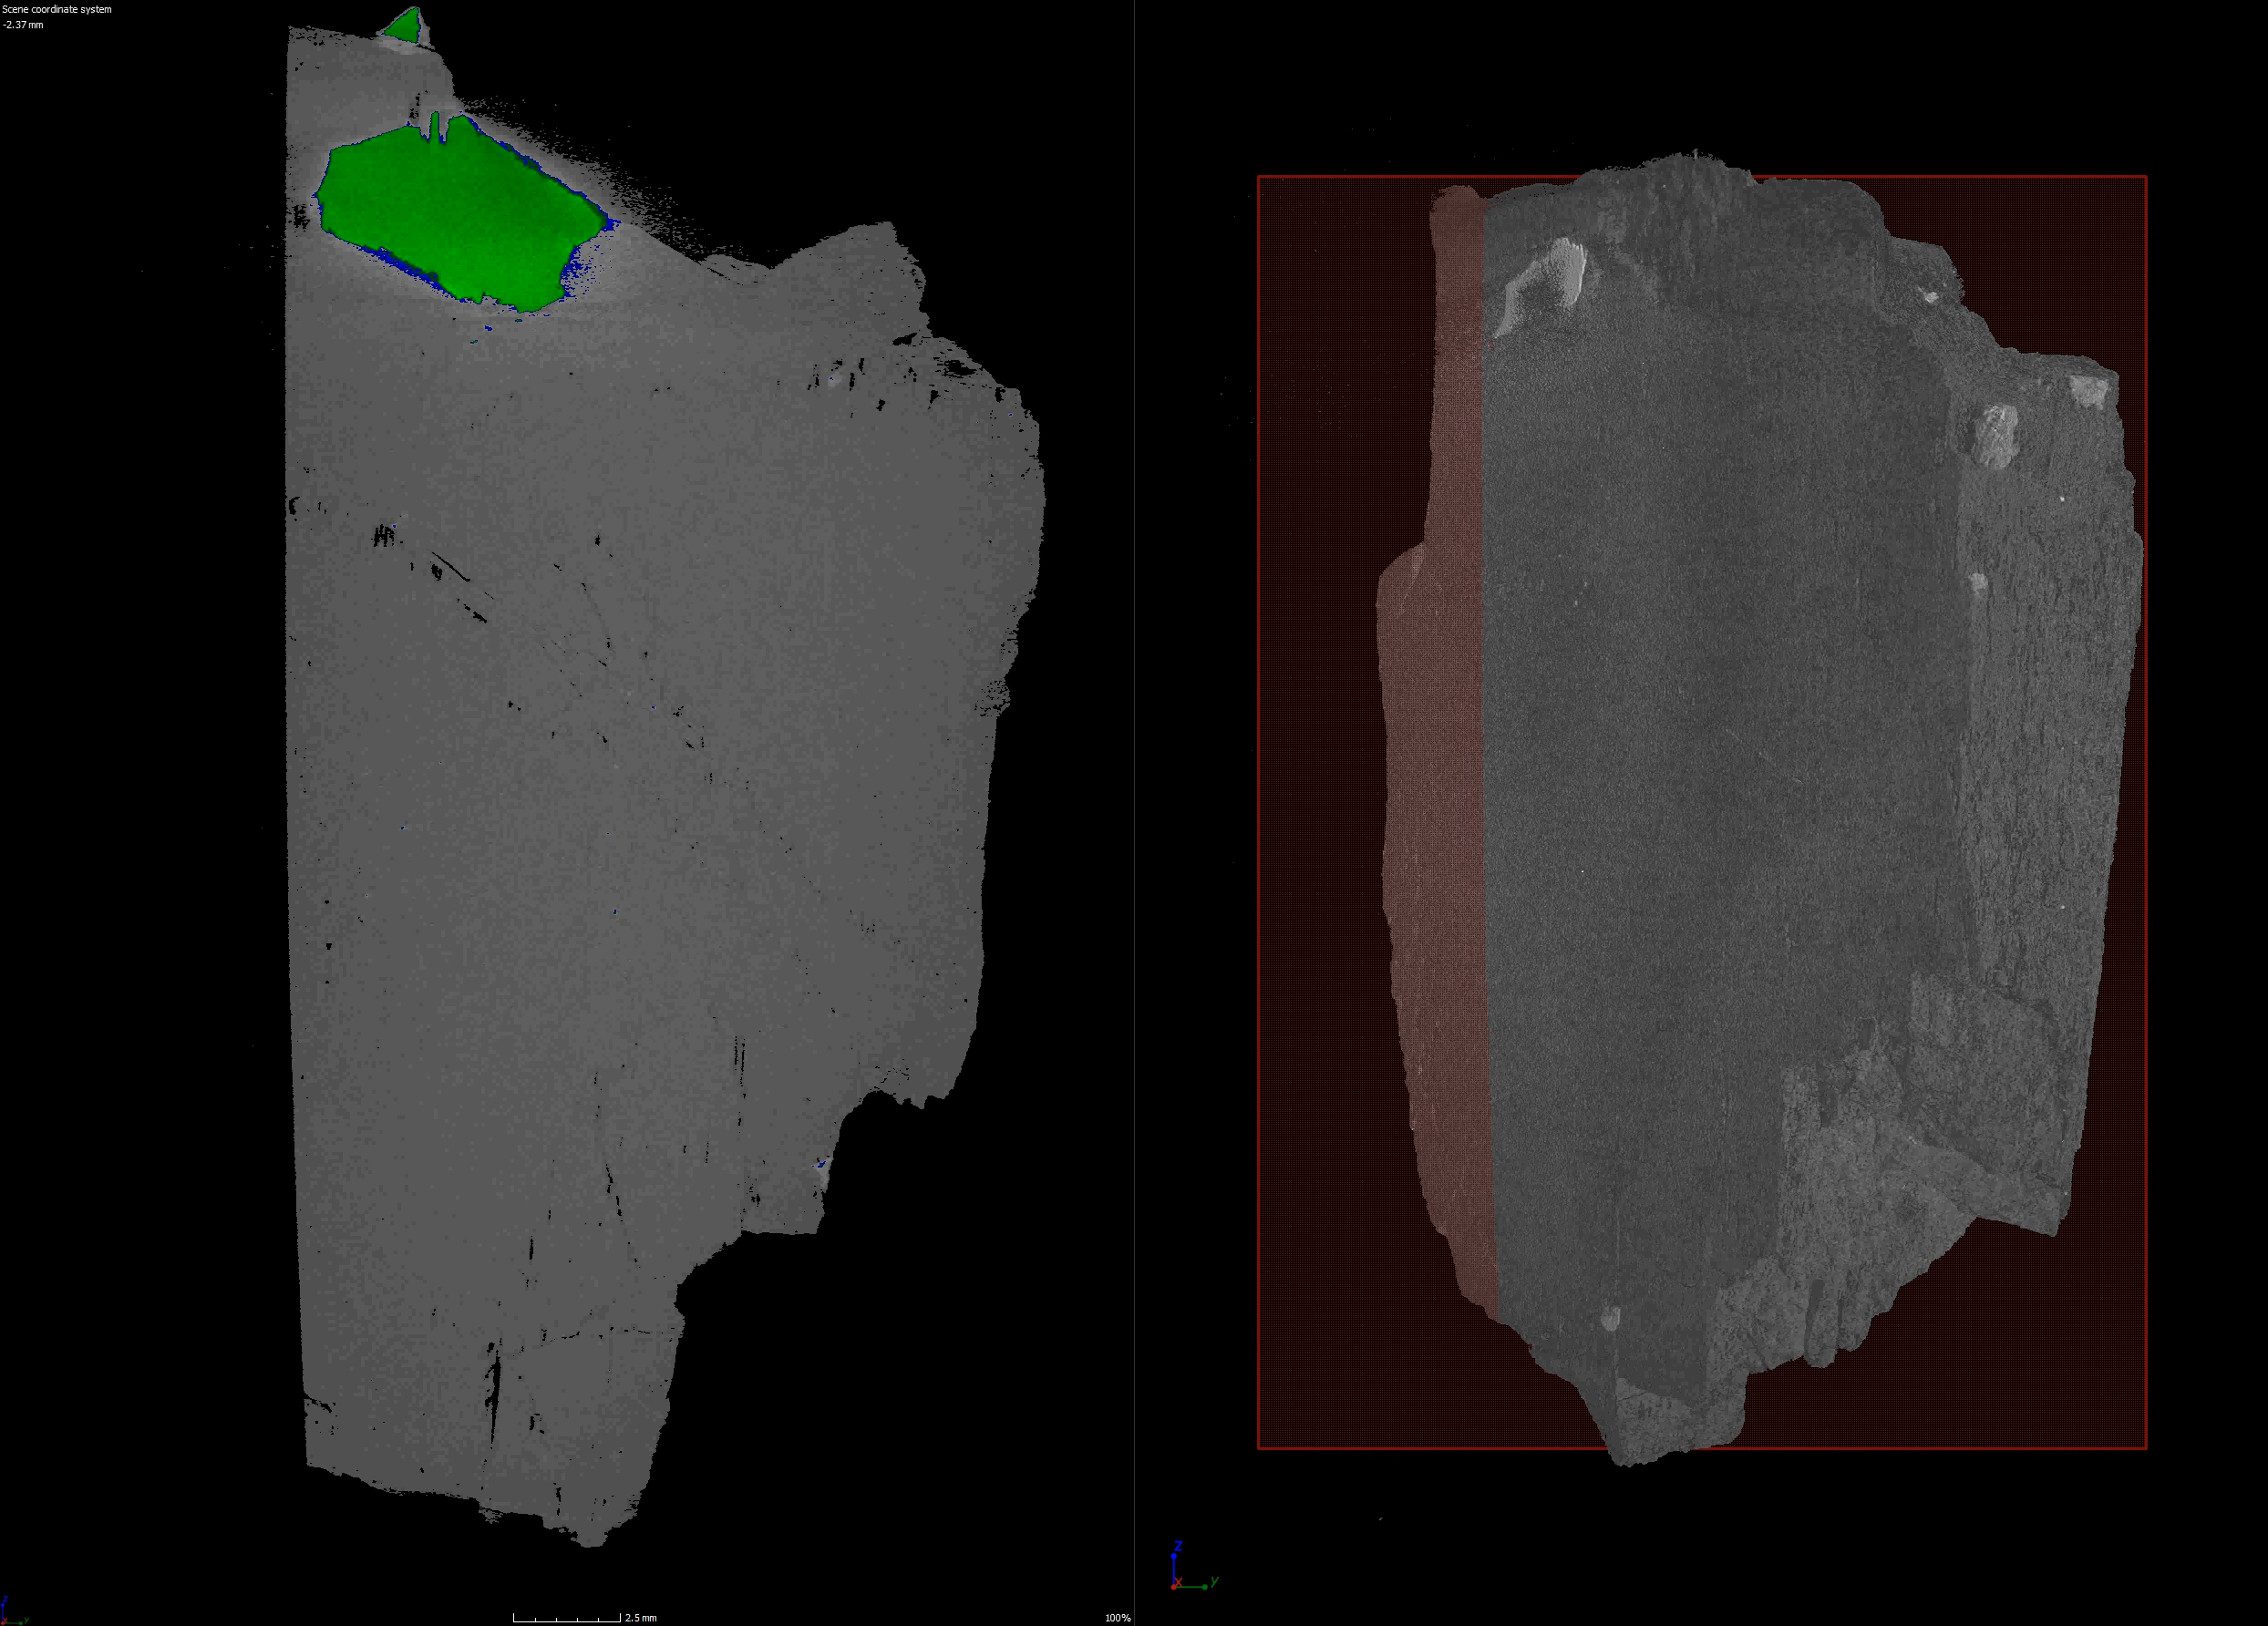 Scene coordinate system
-2.37 mm
z
x
y
2.5 mm
100%
z
x
y